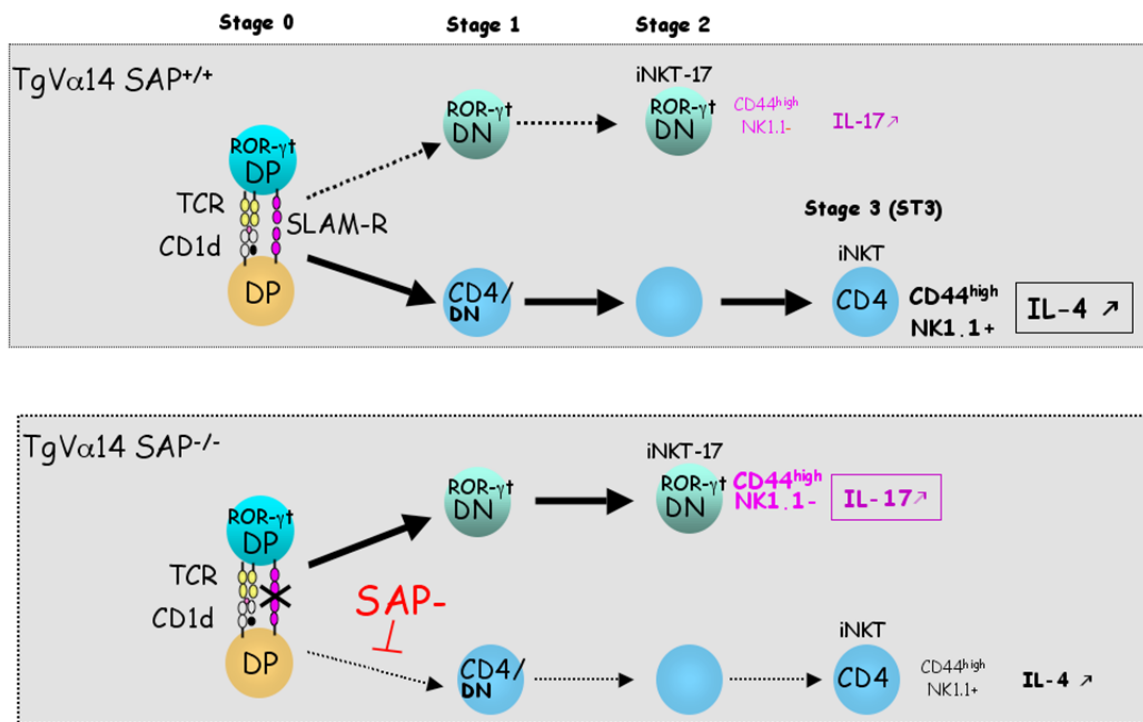 Stage 0 Stage 1 Stage 2
TgVα14 SAP+/+
iNKT-17
ROR-γt
DN
ROR-γt
DN
CD44high
NK1.1-
IL-17↗
ROR-γt
DP
TCR
SLAM-R
CD1d
DP
Stage 3 (ST3)
iNKT
CD4/
DN
CD4
CD44high
NK1.1+
IL-4 ↗
TgVα14 SAP-/-
iNKT-17
ROR-γt
DN
ROR-γt
DN
CD44high
NK1.1-
IL-17↗
ROR-γt
DP
TCR
CD1d
SAP-
DP
iNKT
CD4/
DN
CD4
CD44high
NK1.1+
IL-4 ↗